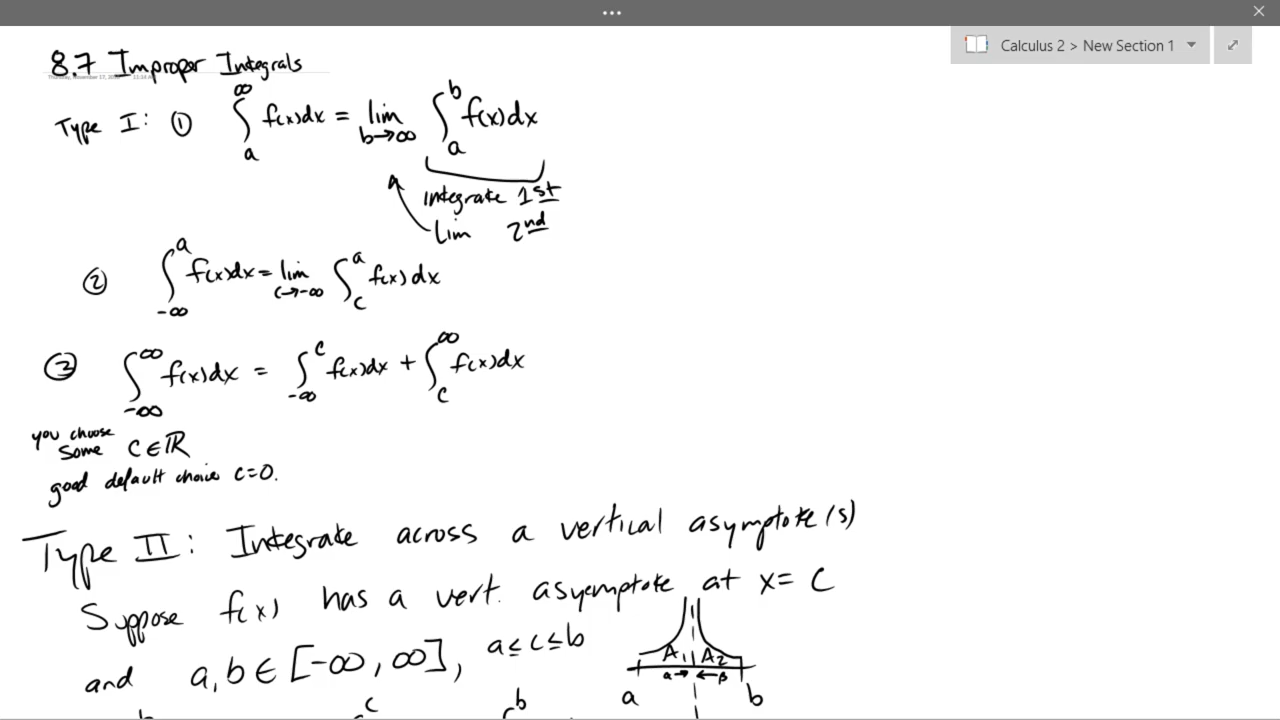 Calculus 2 > New Section 1
8.7 Improper Integrals
Type I: ① ∫_a^∞ f(x)dx = lim_{b→∞} ∫_a^b f(x)dx
integrate 1st
lim 2nd
② ∫_{-∞}^a f(x)dx = lim_{c→-∞} ∫_c^a f(x)dx
③ ∫_{-∞}^∞ f(x)dx = ∫_{-∞}^c f(x)dx + ∫_c^∞ f(x)dx
you choose
some c∈ℝ
good default choice c=0.
Type II: Integrate across a vertical asymptote(s)
Suppose f(x) has a vert. asyemptote at x= c
and a,b ∈ [-∞,∞], a≤c≤b
A₁ A₂
α→ ←β
a b